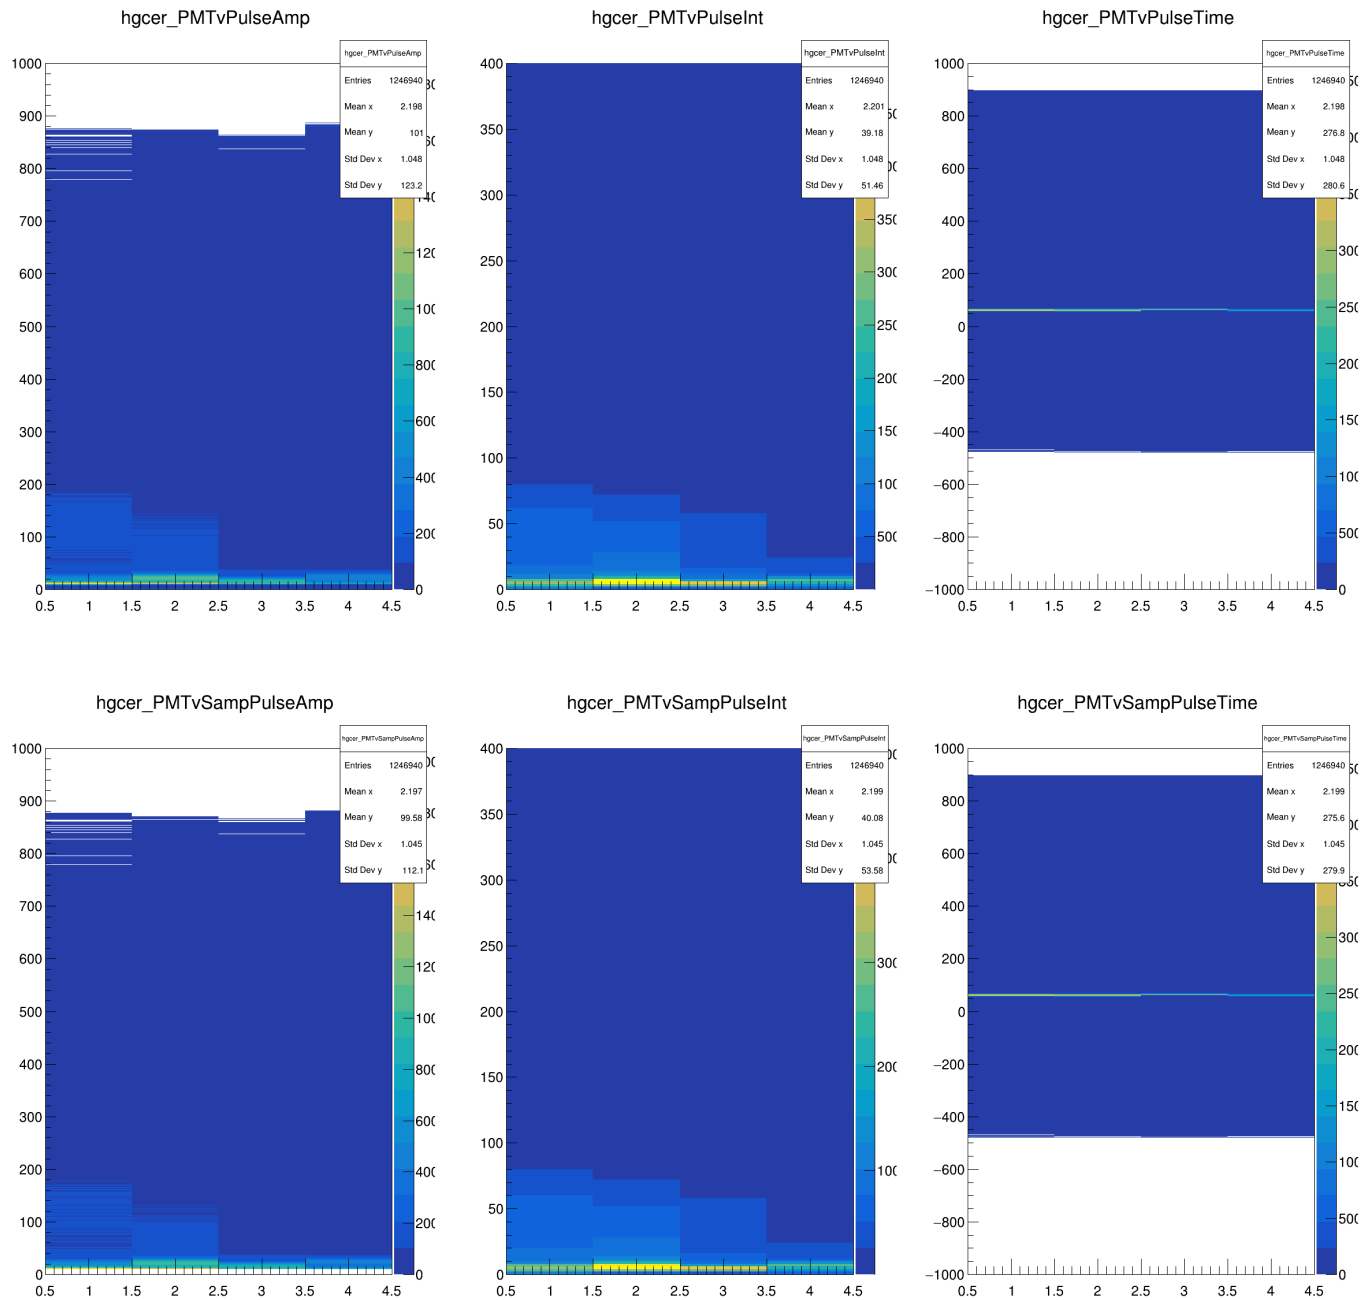 hgcer_PMTvPulseAmp
hgcer_PMTvPulseAmp
Entries 1246940
Mean x 2.198
Mean y 101
Std Dev x 1.048
Std Dev y 123.2
1000
900
800
700
600
500
400
300
200
100
0
0.5 1 1.5 2 2.5 3 3.5 4 4.5
0
hgcer_PMTvPulseInt
hgcer_PMTvPulseInt
Entries 1246940
Mean x 2.201
Mean y 39.18
Std Dev x 1.048
Std Dev y 51.46
400
350
300
250
200
150
100
50
0
0.5 1 1.5 2 2.5 3 3.5 4 4.5
0
hgcer_PMTvPulseTime
hgcer_PMTvPulseTime
Entries 1246940
Mean x 2.198
Mean y 276.8
Std Dev x 1.048
Std Dev y 280.6
1000
800
600
400
200
0
−200
−400
−600
−800
−1000
0.5 1 1.5 2 2.5 3 3.5 4 4.5
0
hgcer_PMTvSampPulseAmp
hgcer_PMTvSampPulseAmp
Entries 1246940
Mean x 2.197
Mean y 99.58
Std Dev x 1.045
Std Dev y 112.1
1000
900
800
700
600
500
400
300
200
100
0
0.5 1 1.5 2 2.5 3 3.5 4 4.5
0
hgcer_PMTvSampPulseInt
hgcer_PMTvSampPulseInt
Entries 1246940
Mean x 2.199
Mean y 40.08
Std Dev x 1.045
Std Dev y 53.58
400
350
300
250
200
150
100
50
0
0.5 1 1.5 2 2.5 3 3.5 4 4.5
0
hgcer_PMTvSampPulseTime
hgcer_PMTvSampPulseTime
Entries 1246940
Mean x 2.199
Mean y 275.6
Std Dev x 1.045
Std Dev y 279.9
1000
800
600
400
200
0
−200
−400
−600
−800
−1000
0.5 1 1.5 2 2.5 3 3.5 4 4.5
0